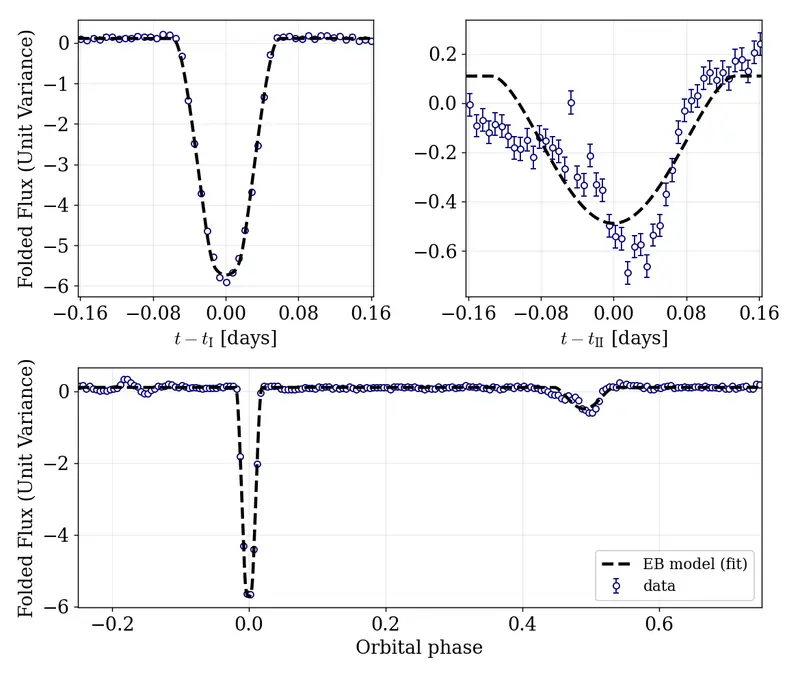 Folded Flux (Unit Variance)
0
−1
−2
−3
−4
−5
−6
−0.16 −0.08 0.00 0.08 0.16
t − tI [days]
0.2
0.0
−0.2
−0.4
−0.6
−0.16 −0.08 0.00 0.08 0.16
t − tII [days]
Folded Flux (Unit Variance)
0
−2
−4
−6
−0.2 0.0 0.2 0.4 0.6
Orbital phase
EB model (fit)
data